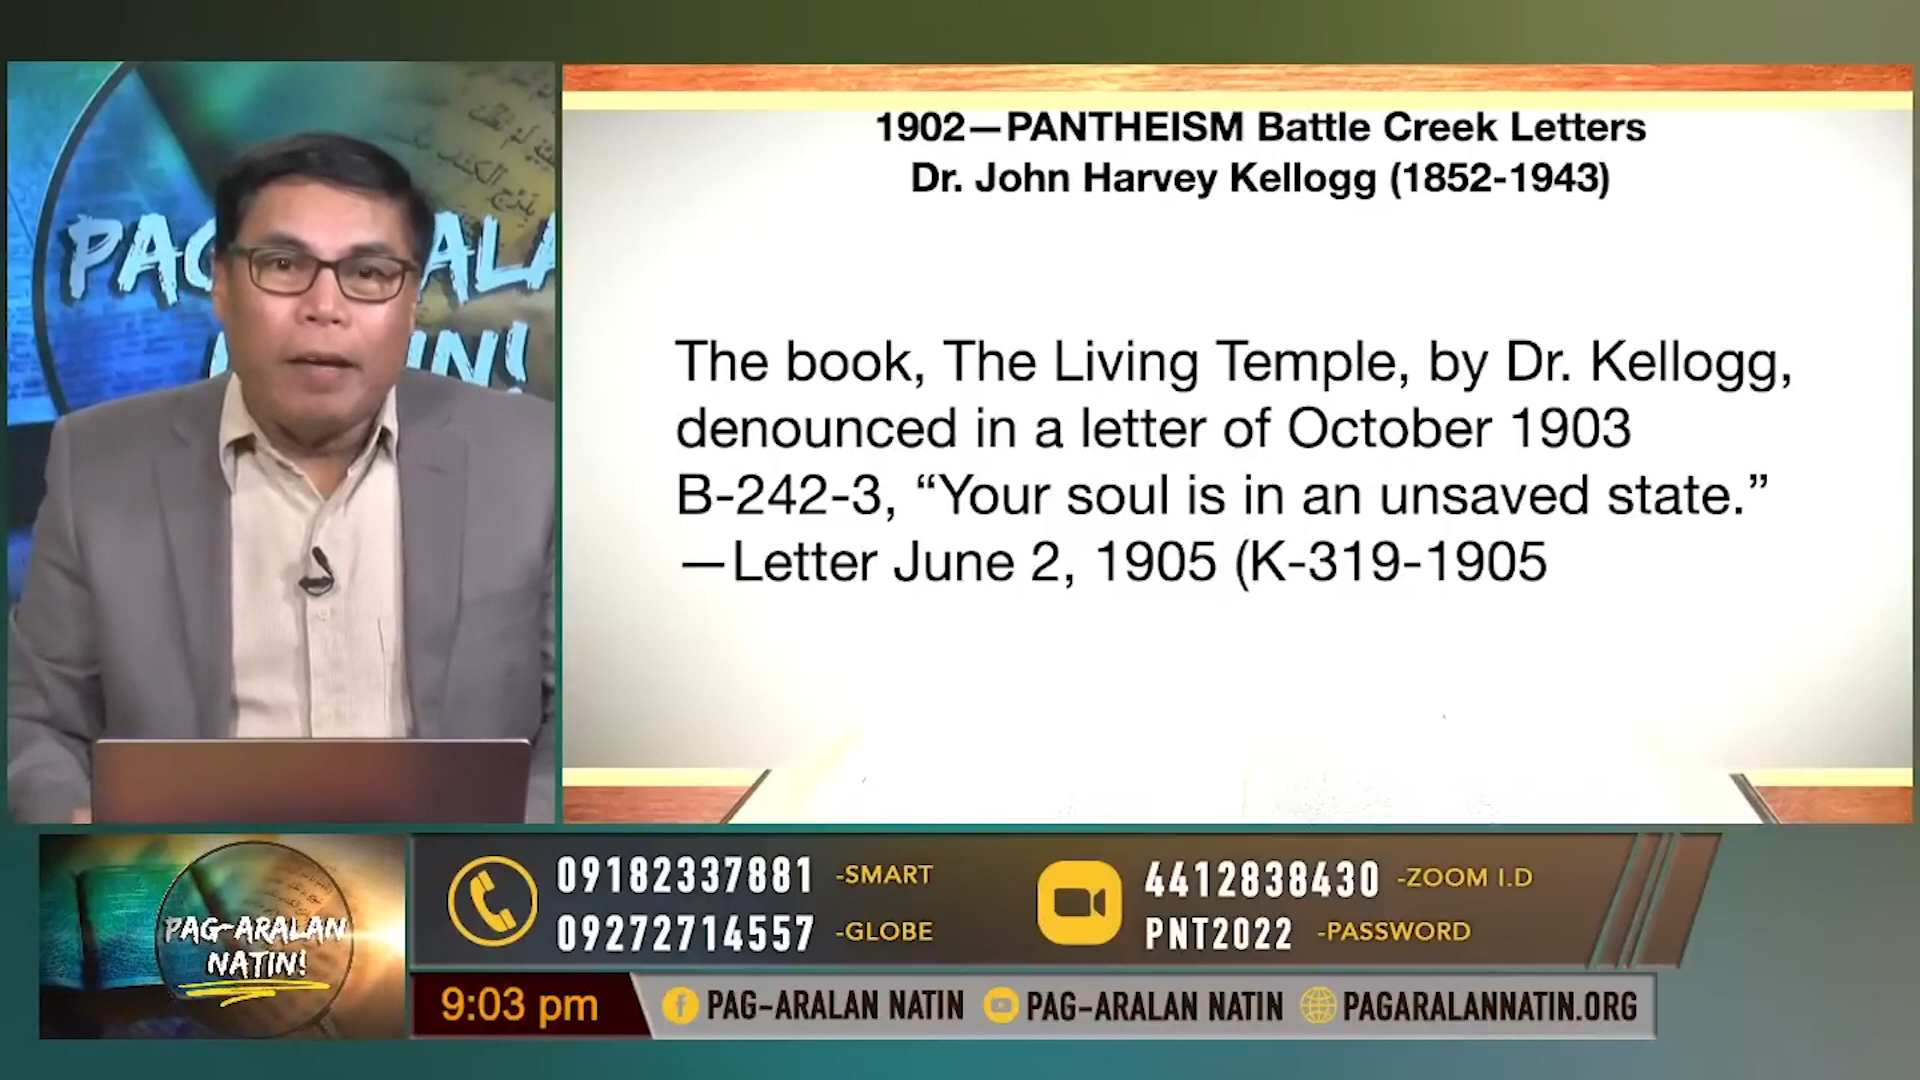 1902—PANTHEISM Battle Creek Letters
Dr. John Harvey Kellogg (1852-1943)
The book, The Living Temple, by Dr. Kellogg,
denounced in a letter of October 1903
B-242-3, “Your soul is in an unsaved state.”
—Letter June 2, 1905 (K-319-1905
PAG-ARALAN
NATIN!
09182337881 -SMART
09272714557 -GLOBE
4412838430 -ZOOM I.D
PNT2022 -PASSWORD
9:03 pm
PAG-ARALAN NATIN
PAG-ARALAN NATIN
PAGARALANNATIN.ORG